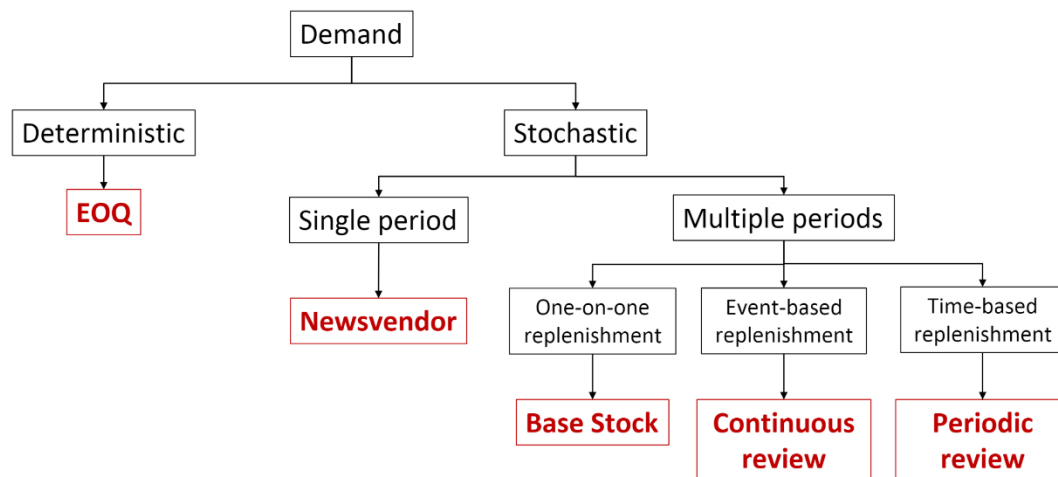 Demand
Deterministic
Stochastic
EOQ
Single period
Multiple periods
Newsvendor
One-on-one
replenishment
Event-based
replenishment
Time-based
replenishment
Base Stock
Continuous
review
Periodic
review